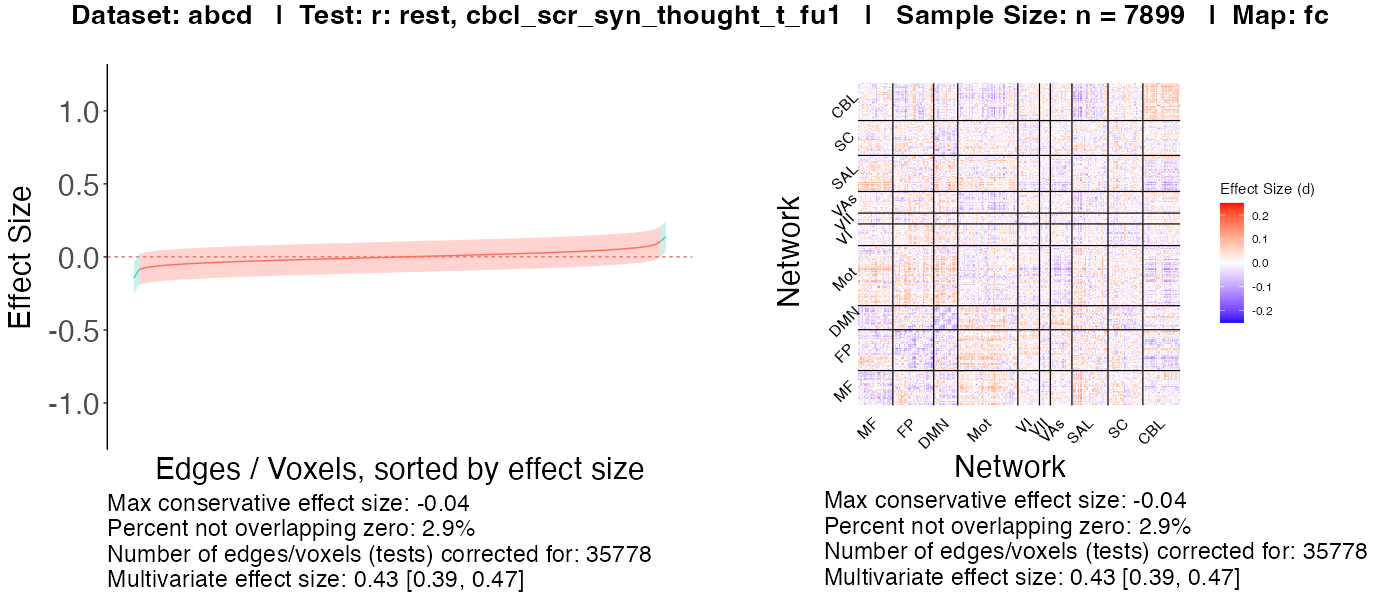 Dataset: abcd | Test: r: rest, cbcl_scr_syn_thought_t_fu1 | Sample Size: n = 7899 | Map: fc
Effect Size
1.0
0.5
0.0
-0.5
-1.0
Edges / Voxels, sorted by effect size
Max conservative effect size: -0.04
Percent not overlapping zero: 2.9%
Number of edges/voxels (tests) corrected for: 35778
Multivariate effect size: 0.43 [0.39, 0.47]
Network
CBL
SC
SAL
VAs
VII
VI
Mot
DMN
FP
MF
MF
FP
DMN
Mot
VI
VII
VAs
SAL
SC
CBL
Network
Effect Size (d)
0.2
0.1
0.0
-0.1
-0.2
Max conservative effect size: -0.04
Percent not overlapping zero: 2.9%
Number of edges/voxels (tests) corrected for: 35778
Multivariate effect size: 0.43 [0.39, 0.47]